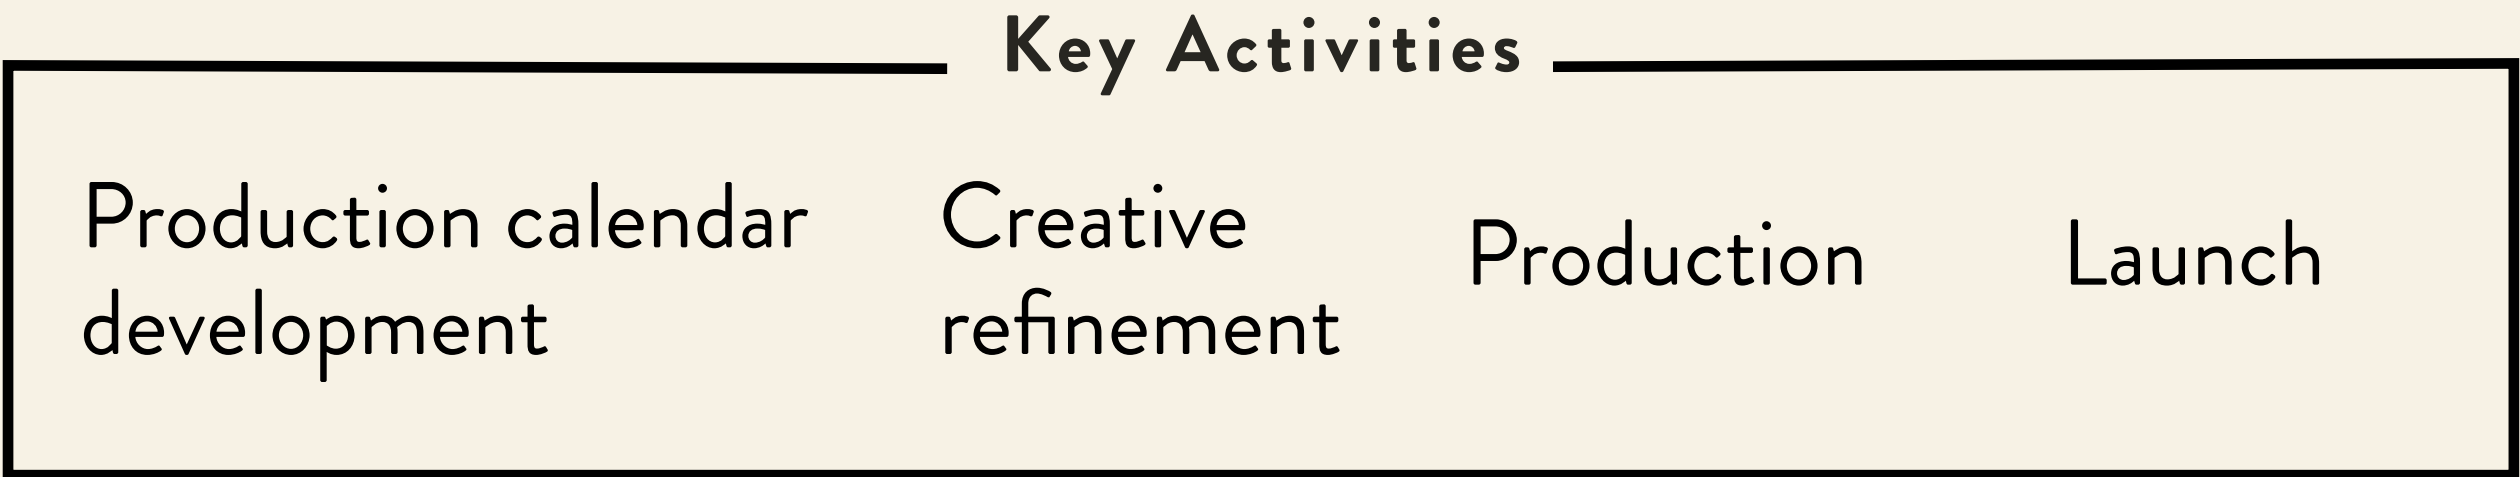 Key Activities
Production calendar
development
Creative
refinement
Production
Launch